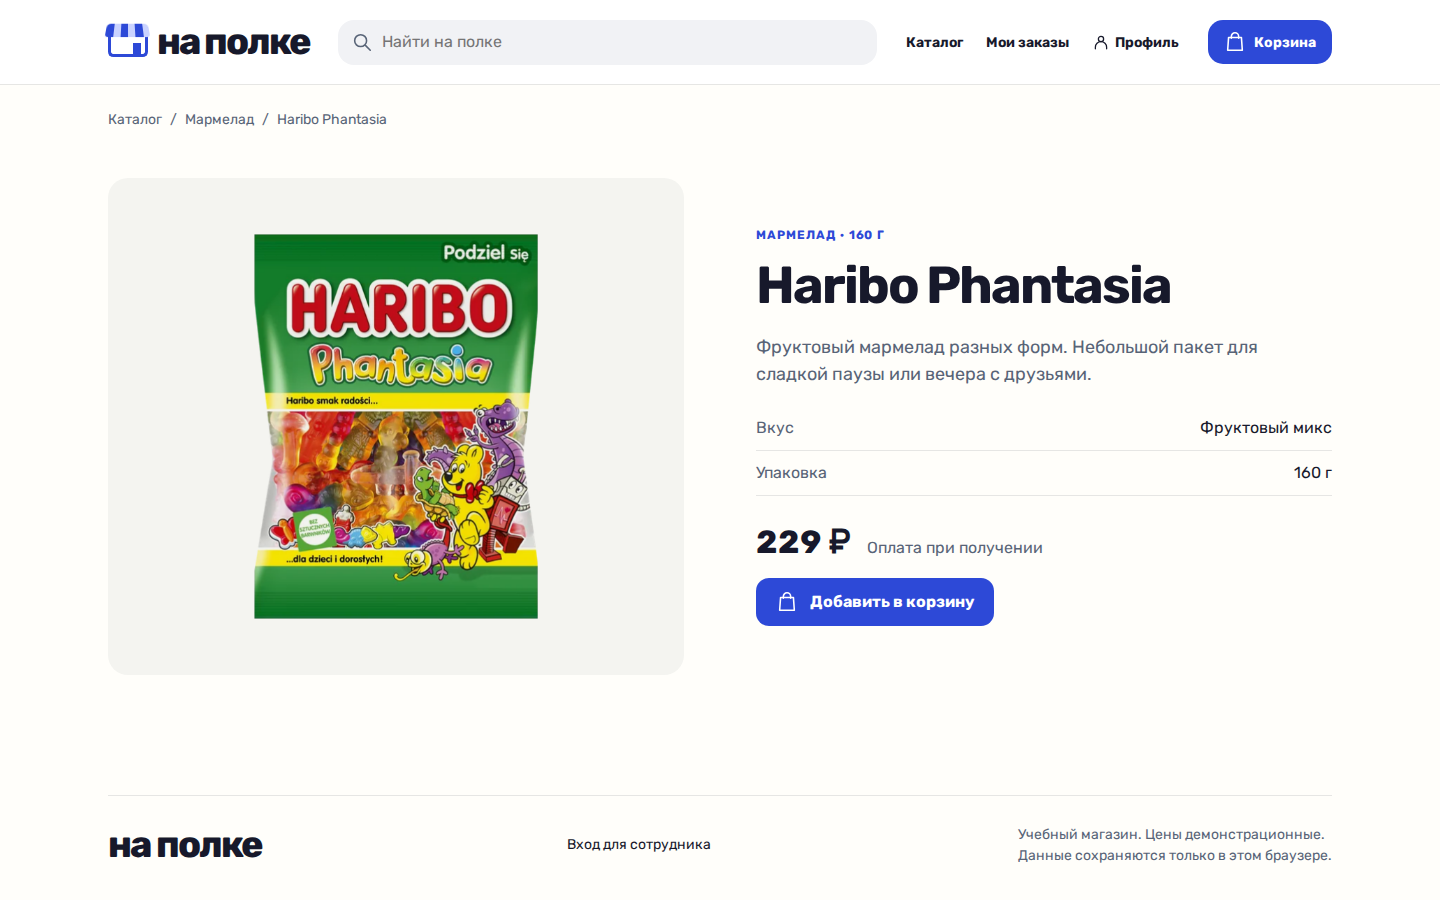 на полке
Найти на полке
Каталог
Мои заказы
Профиль
Корзина
Каталог / Мармелад / Haribo Phantasia
Podziel się
HARIBO
Phantasia
Haribo smak radości...
BEZ
SZTUCZNYCH
BARWNIKÓW
...dla dzieci i dorosłych!
МАРМЕЛАД • 160 Г
Haribo Phantasia
Фруктовый мармелад разных форм. Небольшой пакет для
сладкой паузы или вечера с друзьями.
Вкус Фруктовый микс
Упаковка 160 г
229 ₽ Оплата при получении
Добавить в корзину
на полке
Вход для сотрудника
Учебный магазин. Цены демонстрационные.
Данные сохраняются только в этом браузере.